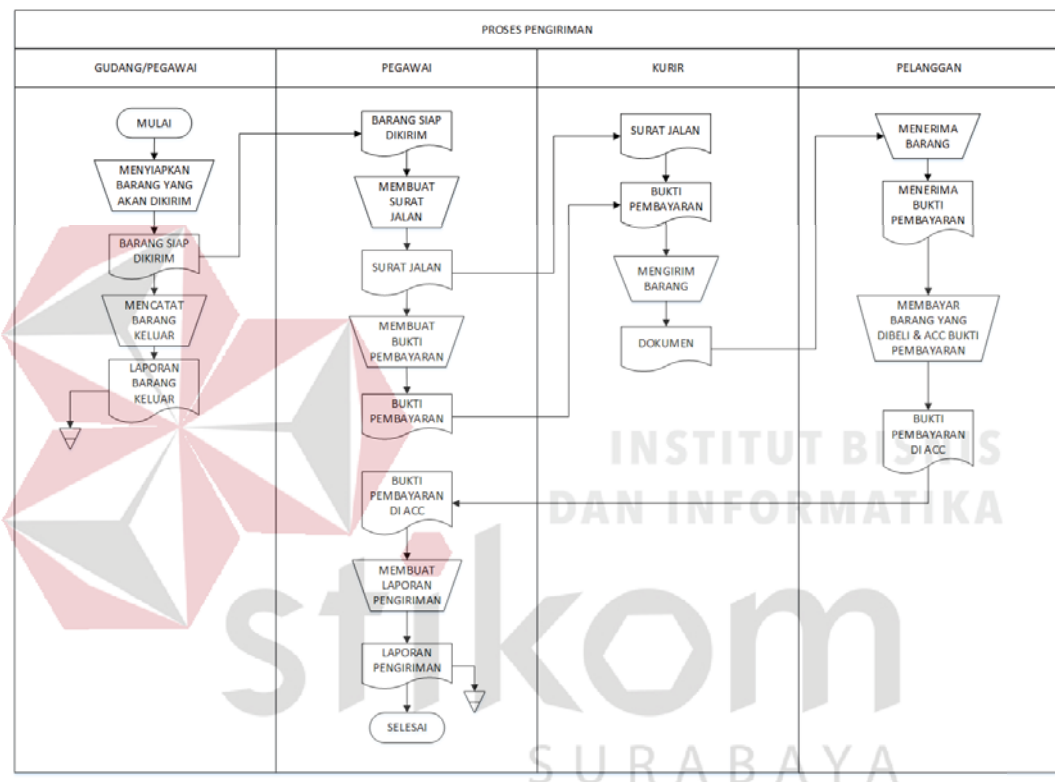 PROSES PENGIRIMAN
GUDANG/PEGAWAI
PEGAWAI
KURIR
PELANGGAN
MULAI
MENYIAPKAN
BARANG YANG
AKAN DIKIRIM
BARANG SIAP
DIKIRIM
MENCATAT
BARANG
KELUAR
LAPORAN
BARANG
KELUAR
BARANG SIAP
DIKIRIM
MEMBUAT
SURAT
JALAN
SURAT JALAN
MEMBUAT
BUKTI
PEMBAYARAN
BUKTI
PEMBAYARAN
BUKTI
PEMBAYARAN
DI ACC
MEMBUAT
LAPORAN
PENGIRIMAN
LAPORAN
PENGIRIMAN
SELESAI
SURAT JALAN
BUKTI
PEMBAYARAN
MENGIRIM
BARANG
DOKUMEN
MENERIMA
BARANG
MENERIMA
BUKTI
PEMBAYARAN
MEMBAYAR
BARANG YANG
DIBELI & ACC BUKTI
PEMBAYARAN
BUKTI
PEMBAYARAN
DI ACC
INSTITUT BISNIS
DAN INFORMATIKA
stikom
SURABAYA